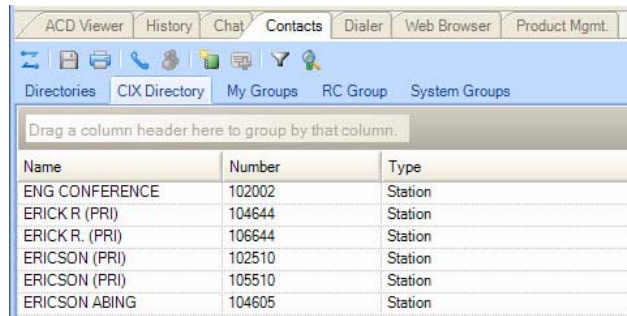 ACD Viewer History Chat Contacts Dialer Web Browser Product Mgmt.
Directories CIX Directory My Groups RC Group System Groups
Drag a column header here to group by that column.
Name Number Type
ENG CONFERENCE 102002 Station
ERICK R (PRI) 104644 Station
ERICK R. (PRI) 106644 Station
ERICSON (PRI) 102510 Station
ERICSON (PRI) 105510 Station
ERICSON ABING 104605 Station